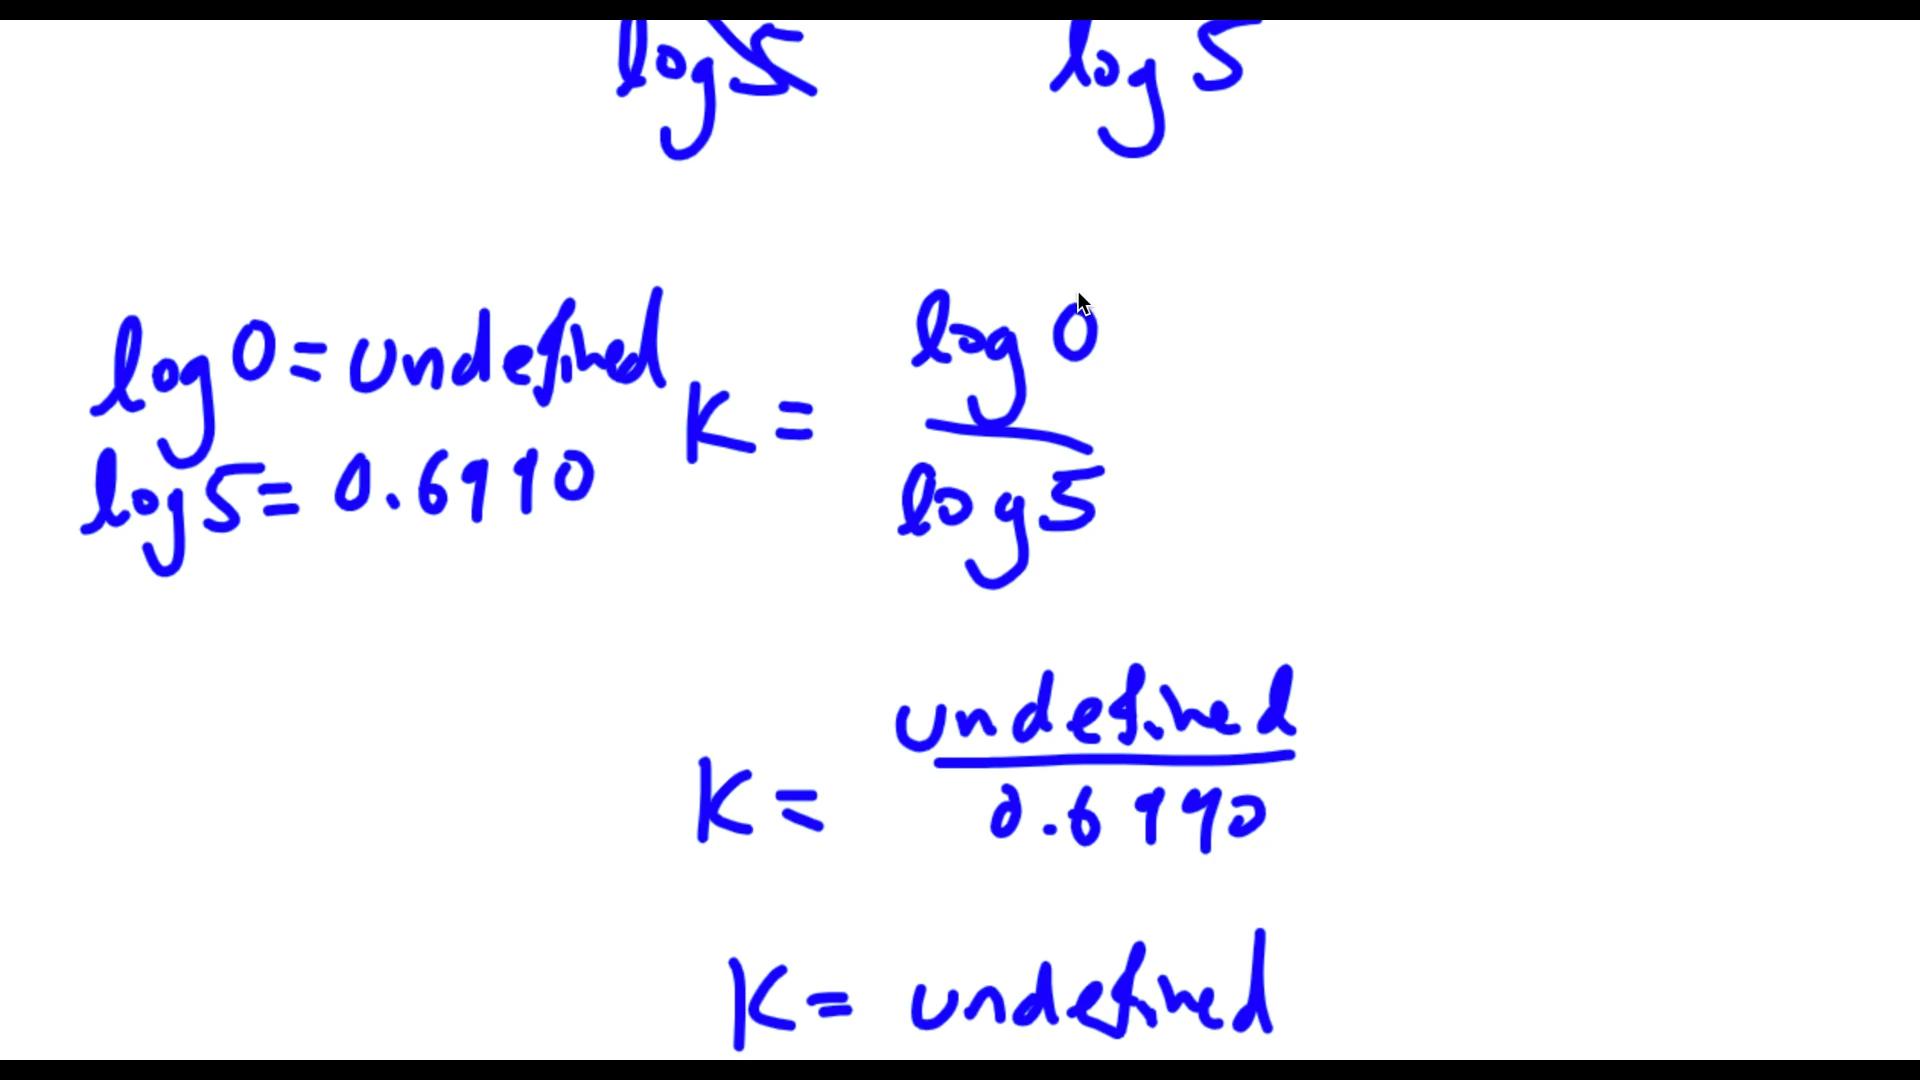 log 5 log 5
log 0 = undefined
log 5 = 0.6990
K = log 0
log 5
K = undefined
0.6990
K = undefined